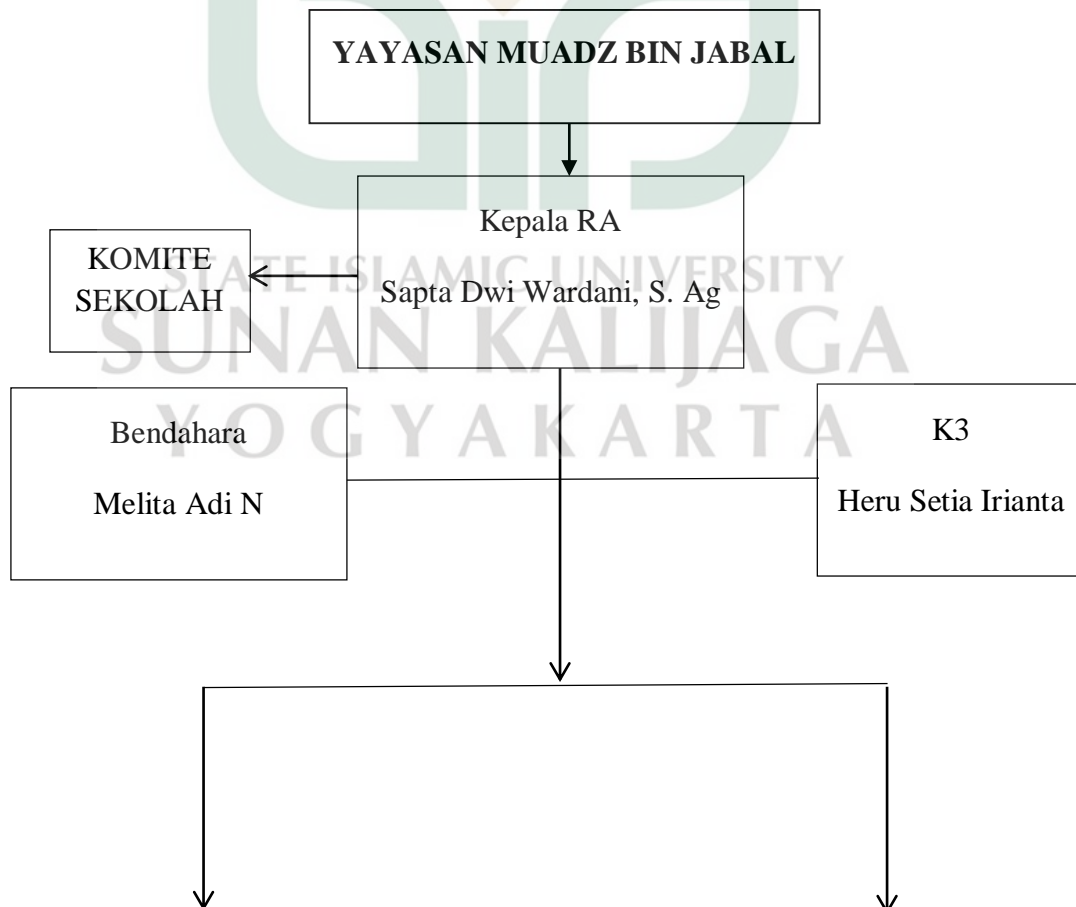 YAYASAN MUADZ BIN JABAL
Kepala RA
Sapta Dwi Wardani, S. Ag
KOMITE
SEKOLAH
STATE ISLAMIC UNIVERSITY
SUNAN KALIJAGA
YOGYAKARTA
Bendahara
Melita Adi N
K3
Heru Setia Irianta